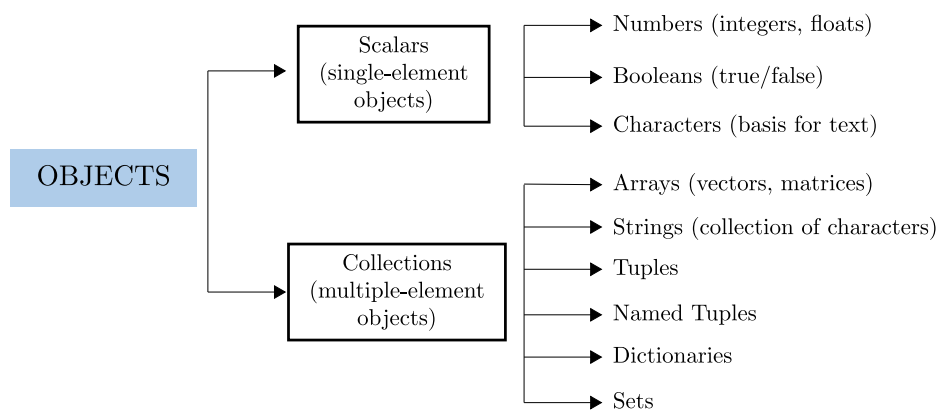 OBJECTS
Scalars
(single-element
objects)
Numbers (integers, floats)
Booleans (true/false)
Characters (basis for text)
Collections
(multiple-element
objects)
Arrays (vectors, matrices)
Strings (collection of characters)
Tuples
Named Tuples
Dictionaries
Sets